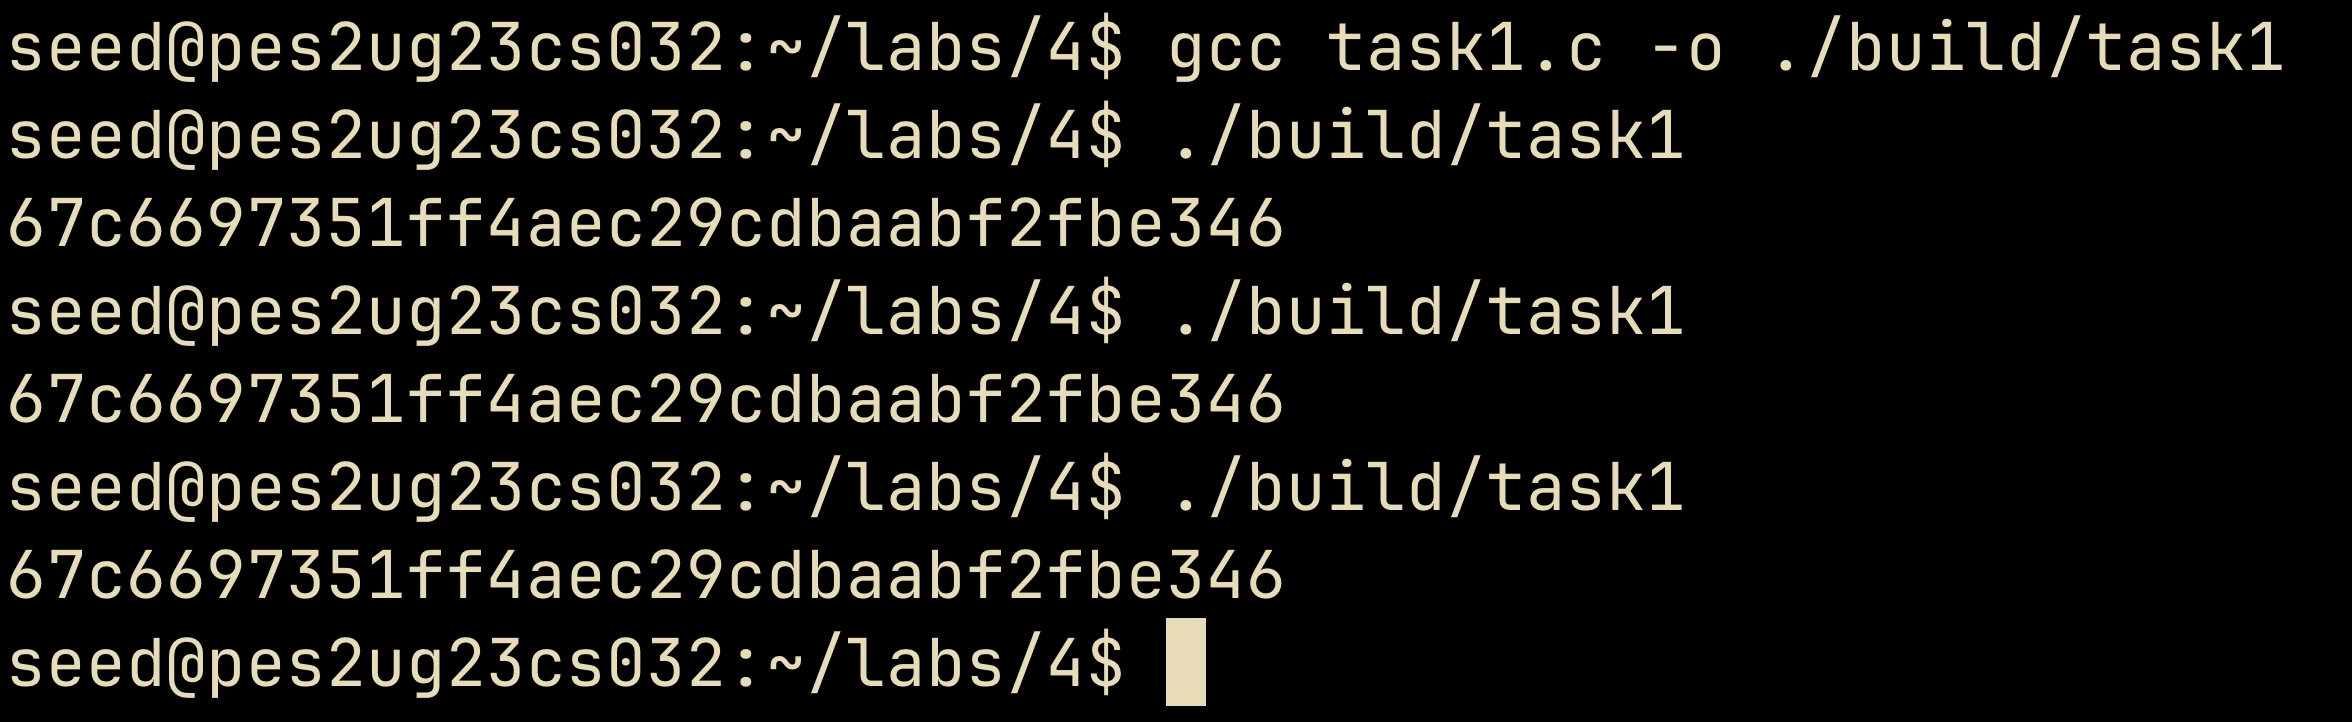 seed@pes2ug23cs032:~/labs/4$ gcc task1.c -o ./build/task1
seed@pes2ug23cs032:~/labs/4$ ./build/task1
67c6697351ff4aec29cdbaabf2fbe346
seed@pes2ug23cs032:~/labs/4$ ./build/task1
67c6697351ff4aec29cdbaabf2fbe346
seed@pes2ug23cs032:~/labs/4$ ./build/task1
67c6697351ff4aec29cdbaabf2fbe346
seed@pes2ug23cs032:~/labs/4$